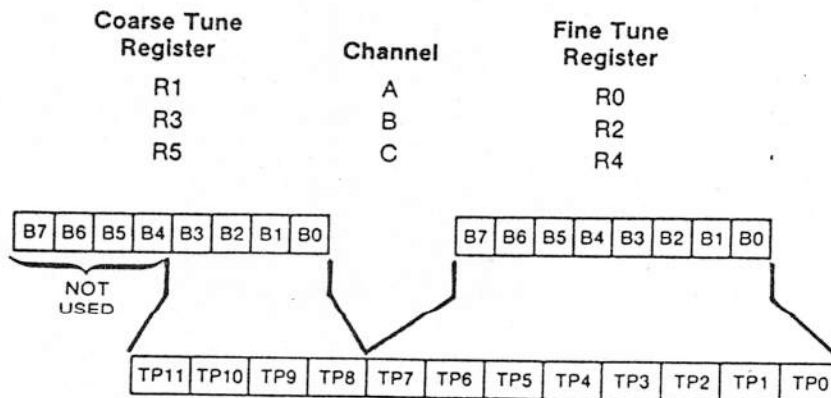 Coarse Tune
Register
R1
R3
R5
Channel
A
B
C
Fine Tune
Register
R0
R2
R4
B7 B6 B5 B4 B3 B2 B1 B0
B7 B6 B5 B4 B3 B2 B1 B0
NOT
USED
TP11 TP10 TP9 TP8 TP7 TP6 TP5 TP4 TP3 TP2 TP1 TP0